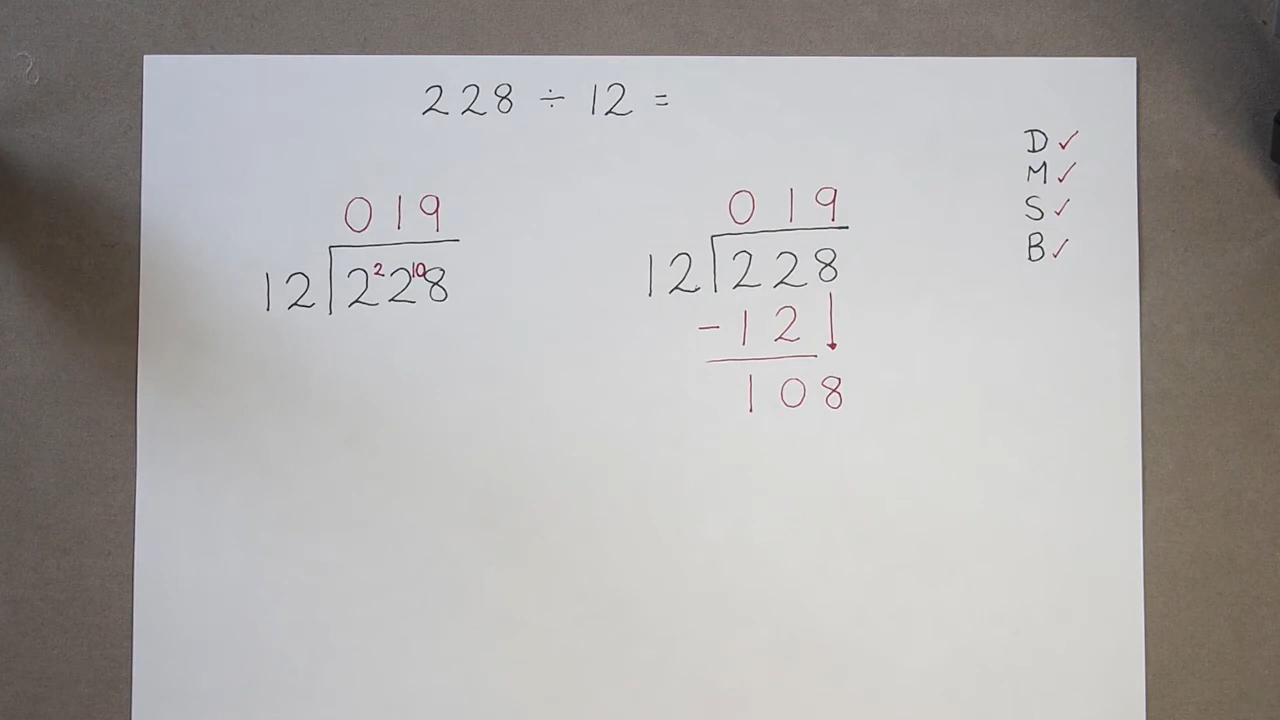 228 ÷ 12 =
D ✓
M ✓
S ✓
B ✓
019
12 2²2¹⁰8
019
12 228
- 12
108